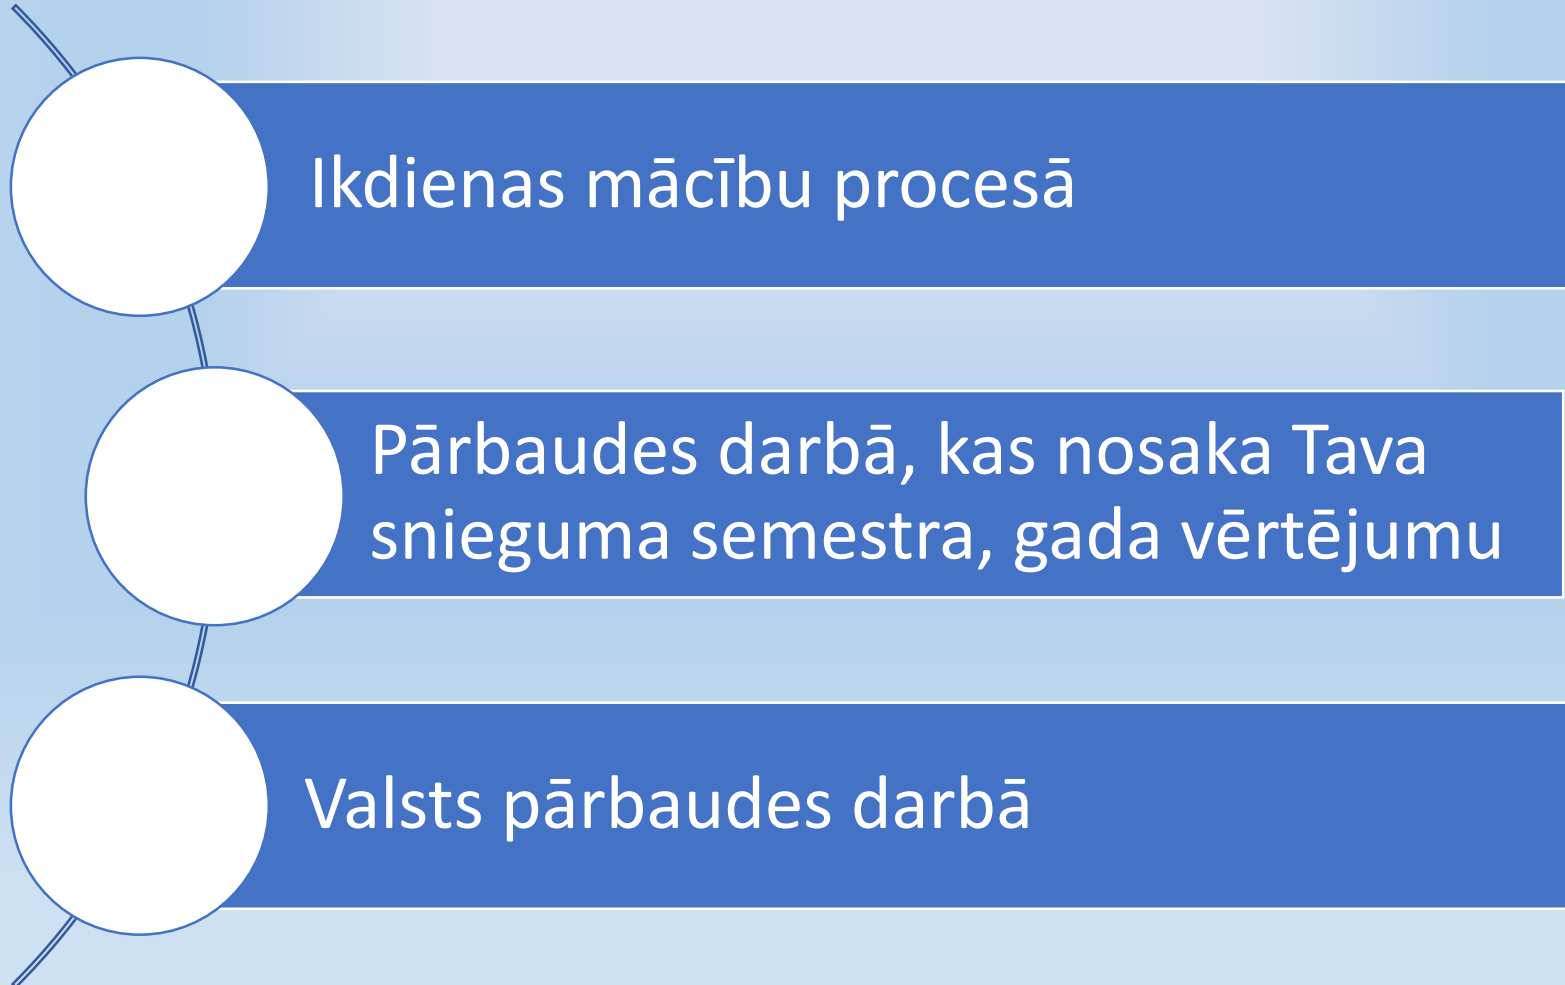 Ikdienas mācību procesā
Pārbaudes darbā, kas nosaka Tava
snieguma semestra, gada vērtējumu
Valsts pārbaudes darbā